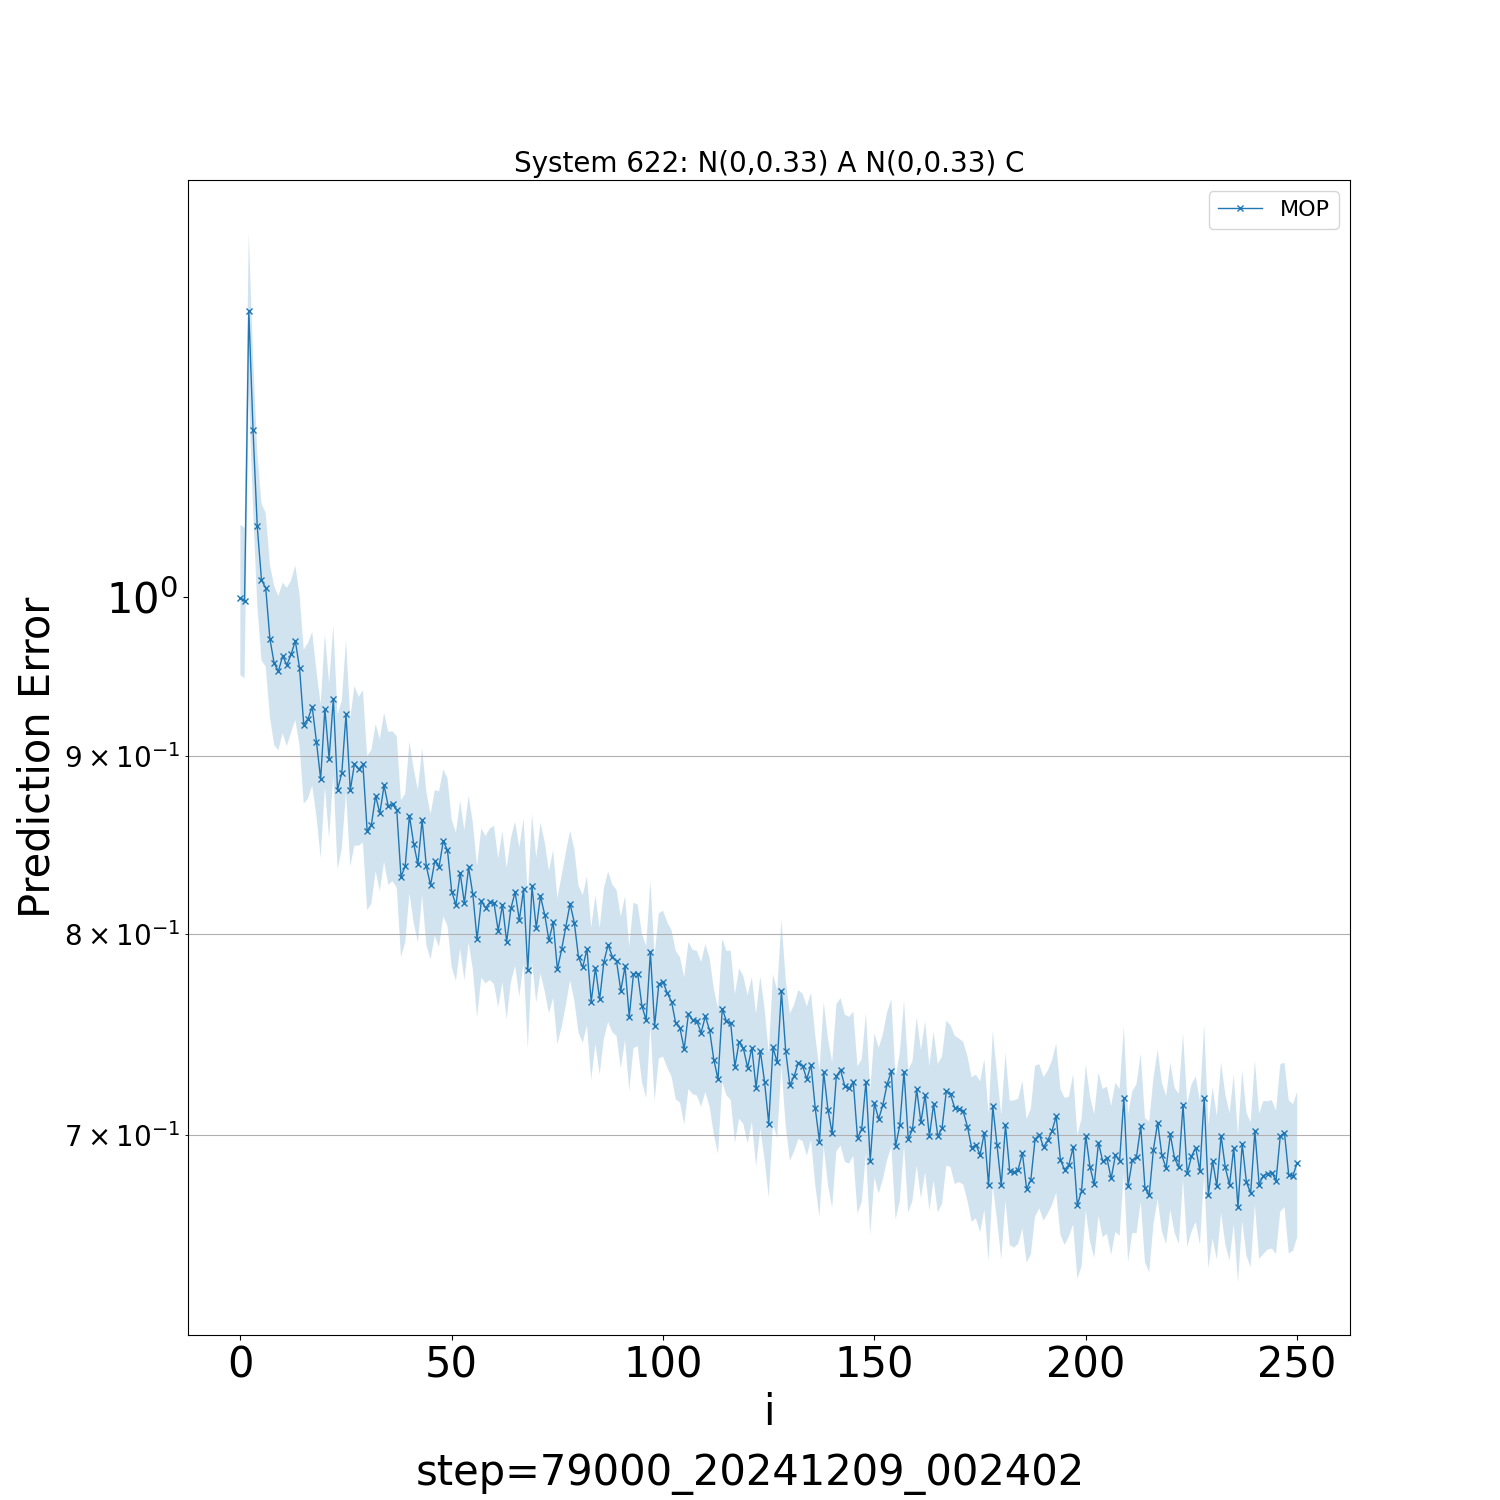 System 622: N(0,0.33) A N(0,0.33) C
MOP
Prediction Error
10⁰
9 × 10⁻¹
8 × 10⁻¹
7 × 10⁻¹
0 50 100 150 200 250
i
step=79000_20241209_002402